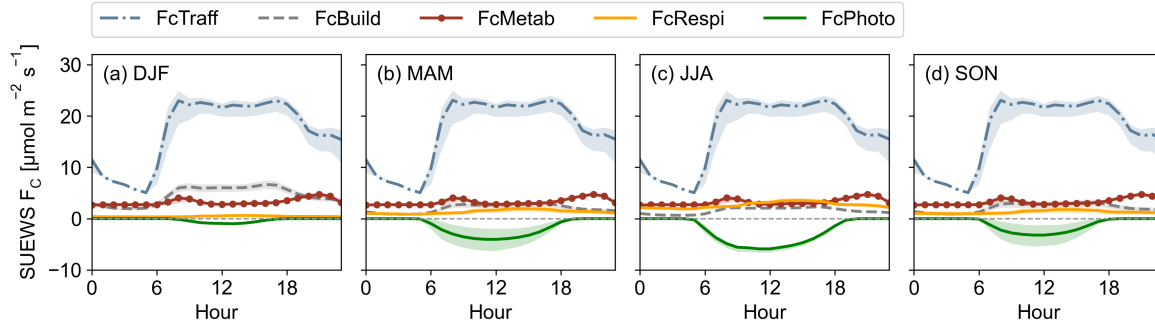 FcTraff FcBuild FcMetab FcRespi FcPhoto
SUEWS F_C [μmol m⁻² s⁻¹]
30
20
10
0
−10
(a) DJF
(b) MAM
(c) JJA
(d) SON
0 6 12 18
0 6 12 18
0 6 12 18
0 6 12 18
Hour
Hour
Hour
Hour